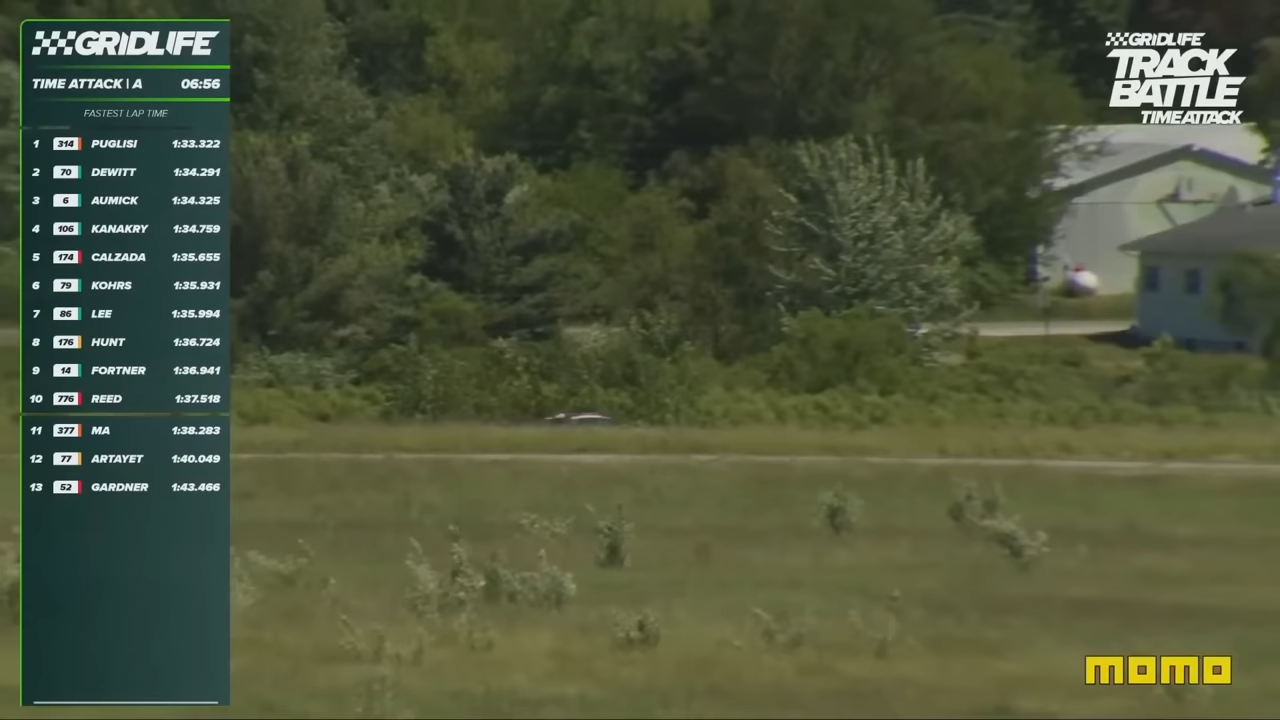 GRIDLIFE
TIME ATTACK | A 06:56
FASTEST LAP TIME
1 314 PUGLISI 1:33.322
2 70 DEWITT 1:34.291
3 6 AUMICK 1:34.325
4 106 KANAKRY 1:34.759
5 174 CALZADA 1:35.655
6 79 KOHRS 1:35.931
7 86 LEE 1:35.994
8 176 HUNT 1:36.724
9 14 FORTNER 1:36.941
10 776 REED 1:37.518
11 377 MA 1:38.283
12 77 ARTAYET 1:40.049
13 52 GARDNER 1:43.466
GRIDLIFE
TRACK
BATTLE
TIME ATTACK
momo